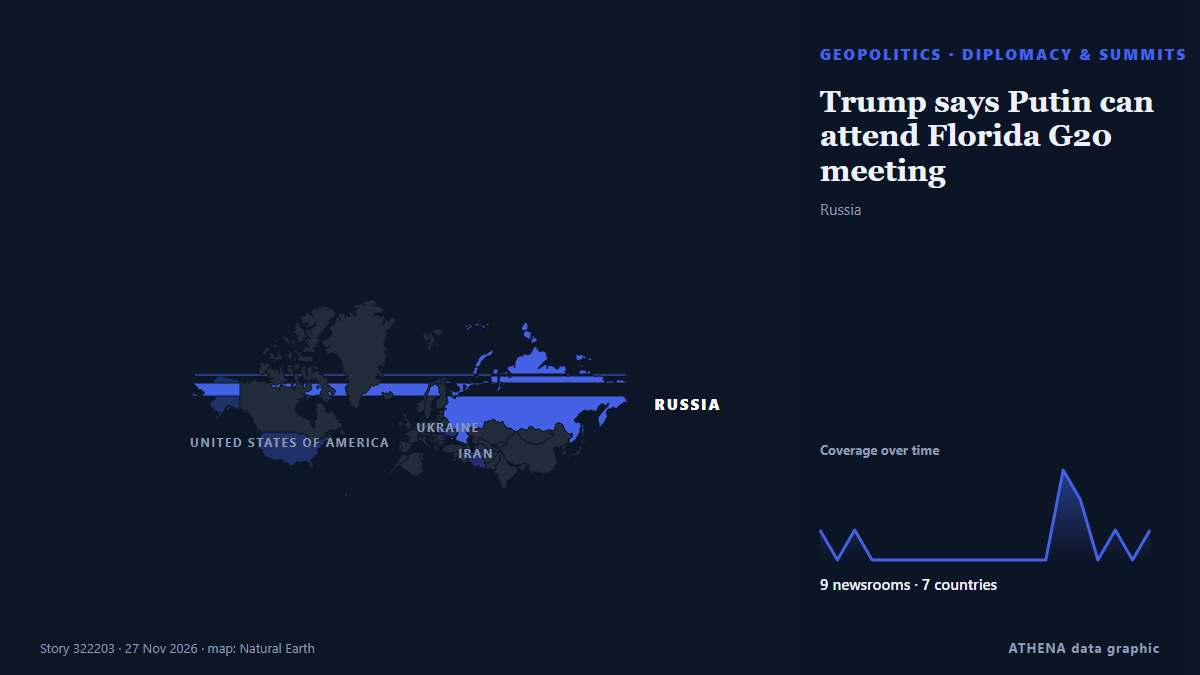 GEOPOLITICS · DIPLOMACY & SUMMITS
Trump says Putin can
attend Florida G20
meeting
Russia
RUSSIA
UKRAINE
UNITED STATES OF AMERICA
IRAN
Coverage over time
9 newsrooms · 7 countries
Story 322203 · 27 Nov 2026 · map: Natural Earth
ATHENA data graphic